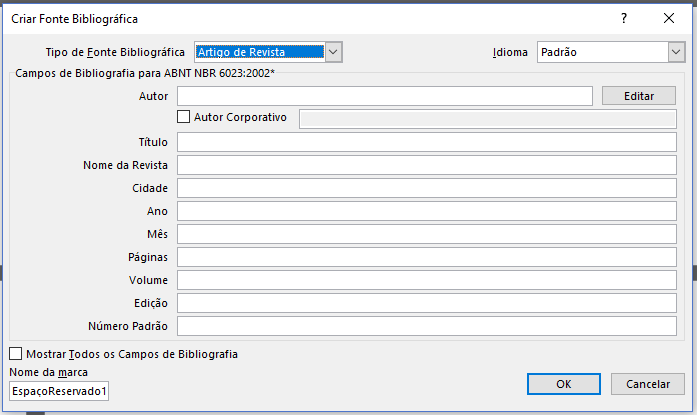 Criar Fonte Bibliográfica ? ×
Tipo de Fonte Bibliográfica Artigo de Revista Idioma Padrão
Campos de Bibliografia para ABNT NBR 6023:2002*
Autor Editar
Autor Corporativo
Título
Nome da Revista
Cidade
Ano
Mês
Páginas
Volume
Edição
Número Padrão
Mostrar Todos os Campos de Bibliografia
Nome da marca
EspaçoReservado1 OK Cancelar